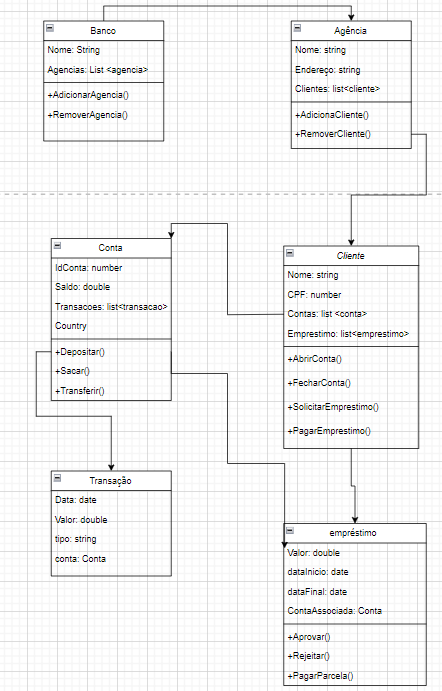 Banco
Nome: String
Agencias: List <agencia>
+AdicionarAgencia()
+RemoverAgencia()
Agência
Nome: string
Endereço: string
Clientes: list<cliente>
+AdicionaCliente()
+RemoverCliente()
Conta
IdConta: number
Saldo: double
Transacoes: list<transacao>
Country
+Depositar()
+Sacar()
+Transferir()
Cliente
Nome: string
CPF: number
Contas: list <conta>
Emprestimo: list<emprestimo>
+AbrirConta()
+FecharConta()
+SolicitarEmprestimo()
+PagarEmprestimo()
Transação
Data: date
Valor: double
tipo: string
conta: Conta
empréstimo
Valor: double
dataInicio: date
dataFinal: date
ContaAssociada: Conta
+Aprovar()
+Rejeitar()
+PagarParcela()